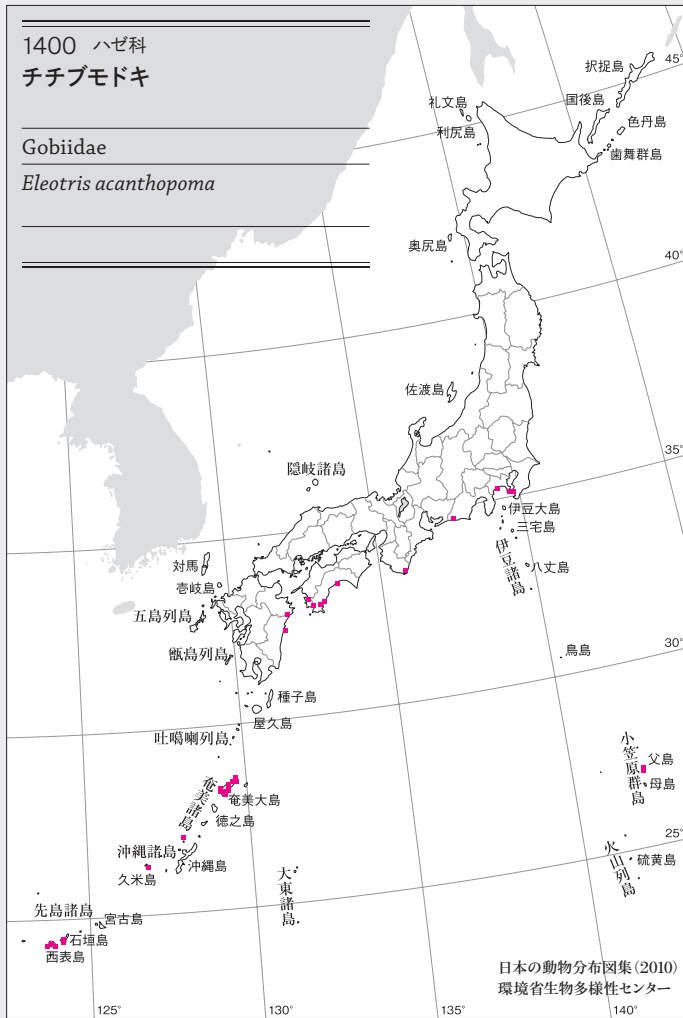 1400 ハゼ科
チチブモドキ
Gobiidae
Eleotris acanthopoma
択捉島
45°
礼文島
国後島
利尻島
色丹島
歯舞群島
奥尻島
40°
佐渡島
35°
隠岐諸島
伊豆大島
三宅島
伊豆諸島
八丈島
対馬
壱岐島
五島列島
甑島列島
鳥島
30°
種子島
屋久島
吐噶喇列島
小笠原群島
父島
母島
奄美諸島
奄美大島
徳之島
25°
沖縄諸島
沖縄島
久米島
火山列島
硫黄島
大東諸島
先島諸島
宮古島
石垣島
西表島
日本の動物分布図集(2010)
環境省生物多様性センター
125°
130°
135°
140°